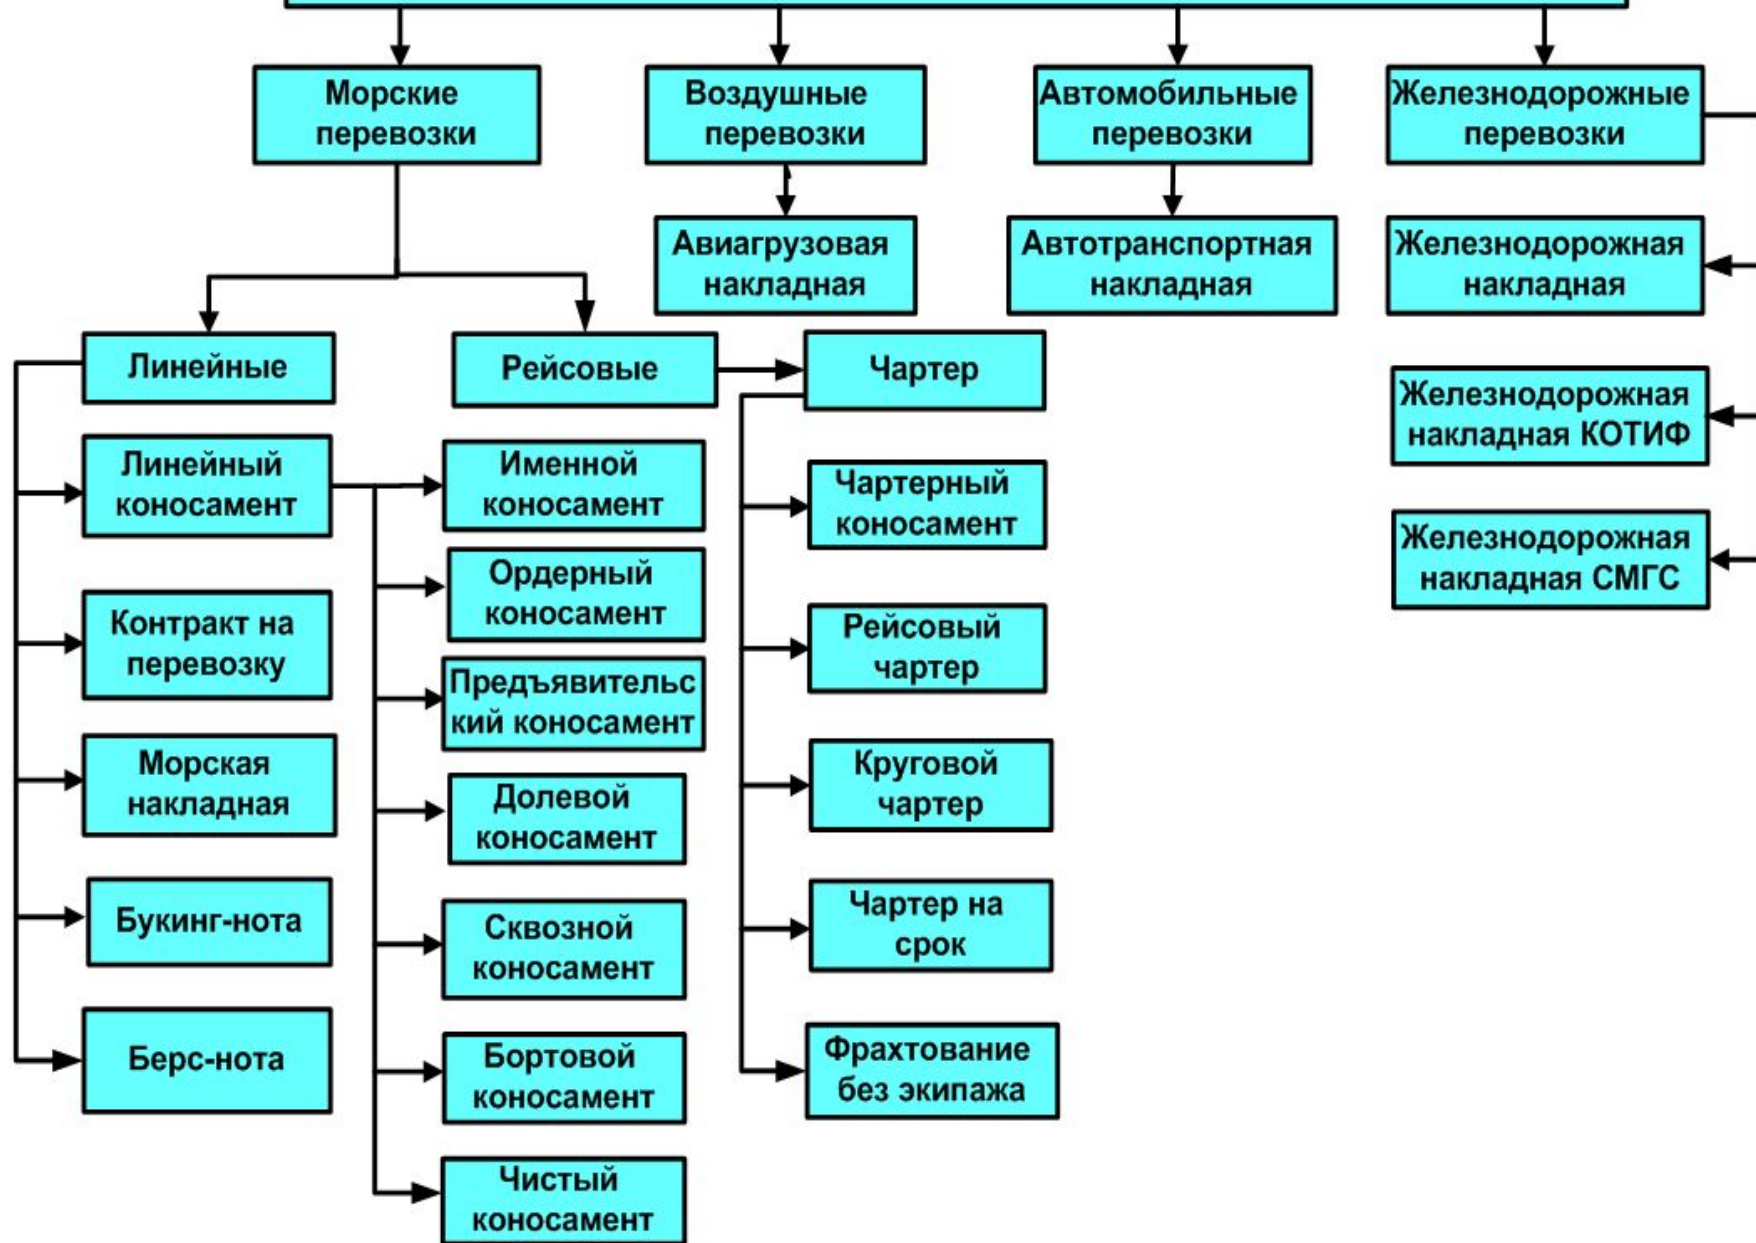 Морские
перевозки
Воздушные
перевозки
Автомобильные
перевозки
Железнодорожные
перевозки
Авиагрузовая
накладная
Автотранспортная
накладная
Железнодорожная
накладная
Линейные
Рейсовые
Чартер
Железнодорожная
накладная КОТИФ
Линейный
коносамент
Именной
коносамент
Чартерный
коносамент
Железнодорожная
накладная СМГС
Ордерный
коносамент
Контракт на
перевозку
Рейсовый
чартер
Предъявительс
кий коносамент
Морская
накладная
Долевой
коносамент
Круговой
чартер
Букинг-нота
Сквозной
коносамент
Чартер на
срок
Берс-нота
Бортовой
коносамент
Фрахтование
без экипажа
Чистый
коносамент